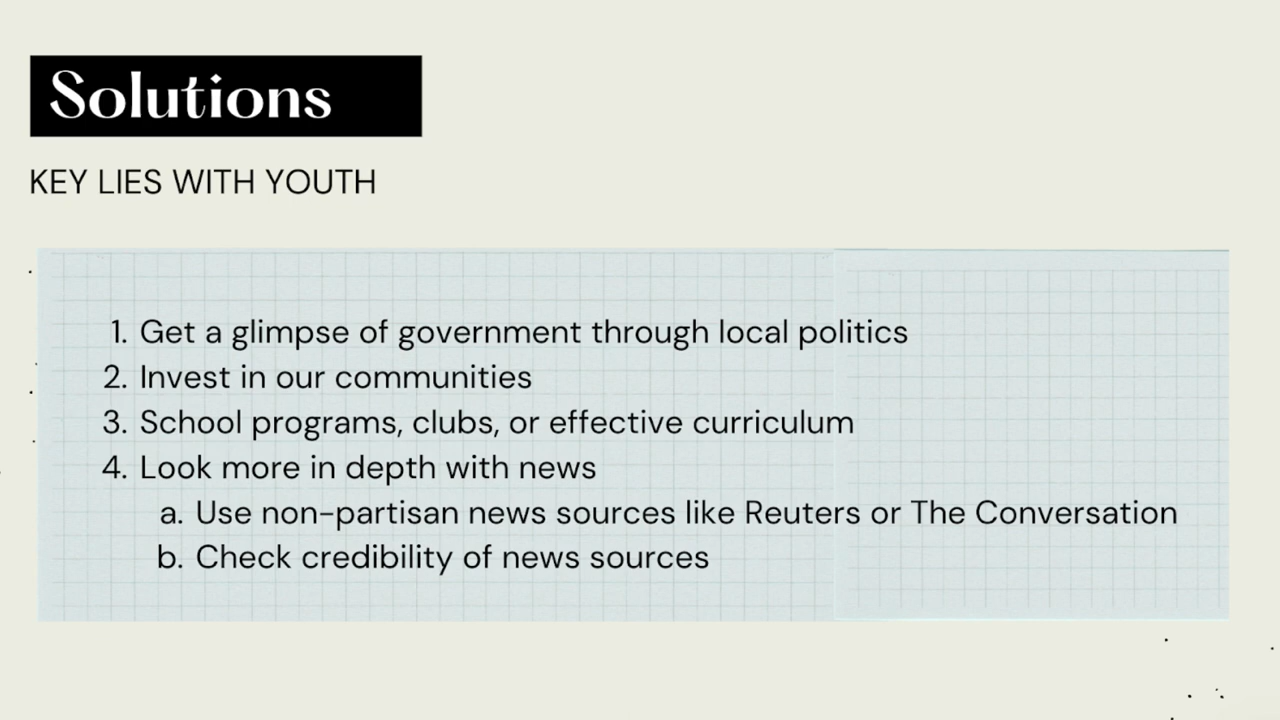 Solutions
KEY LIES WITH YOUTH
1. Get a glimpse of government through local politics
2. Invest in our communities
3. School programs, clubs, or effective curriculum
4. Look more in depth with news
a. Use non-partisan news sources like Reuters or The Conversation
b. Check credibility of news sources